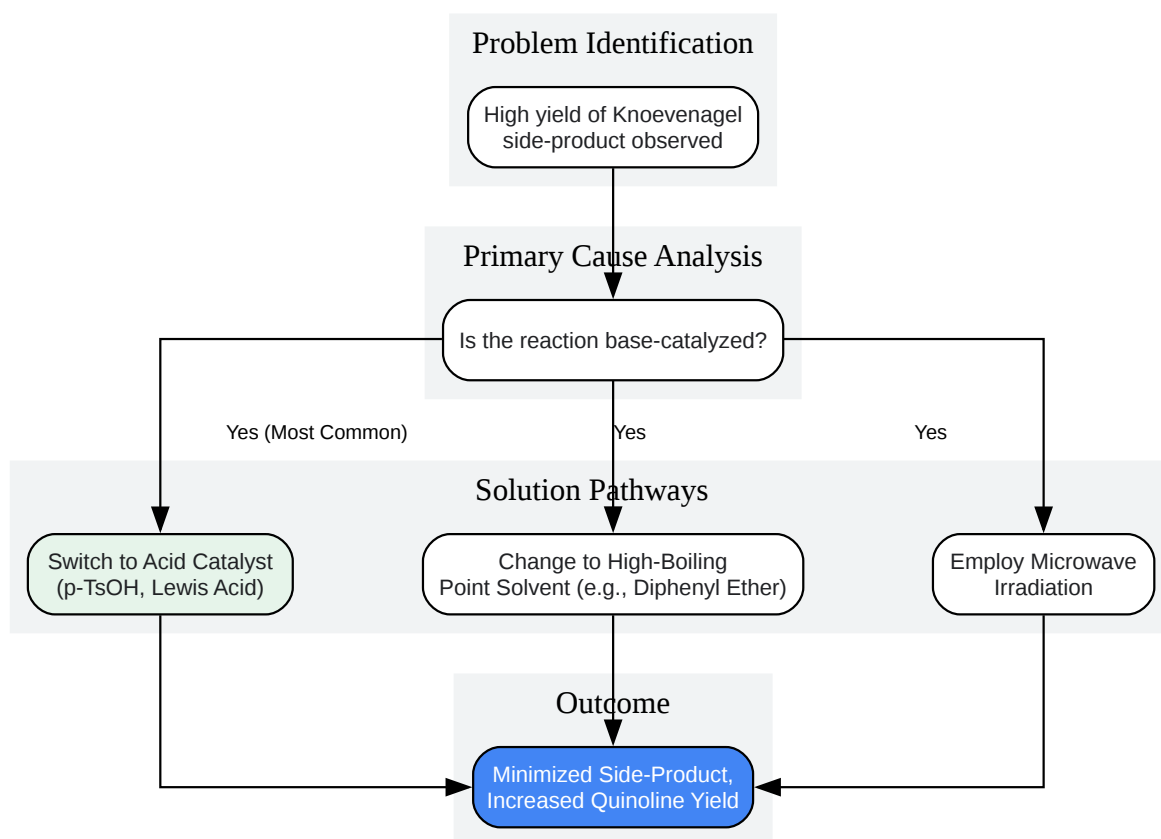 Problem Identification
High yield of Knoevenagel
side-product observed
Primary Cause Analysis
Is the reaction base-catalyzed?
Yes (Most Common)
Yes
Yes
Solution Pathways
Switch to Acid Catalyst
(p-TsOH, Lewis Acid)
Change to High-Boiling
Point Solvent (e.g., Diphenyl Ether)
Employ Microwave
Irradiation
Outcome
Minimized Side-Product,
Increased Quinoline Yield